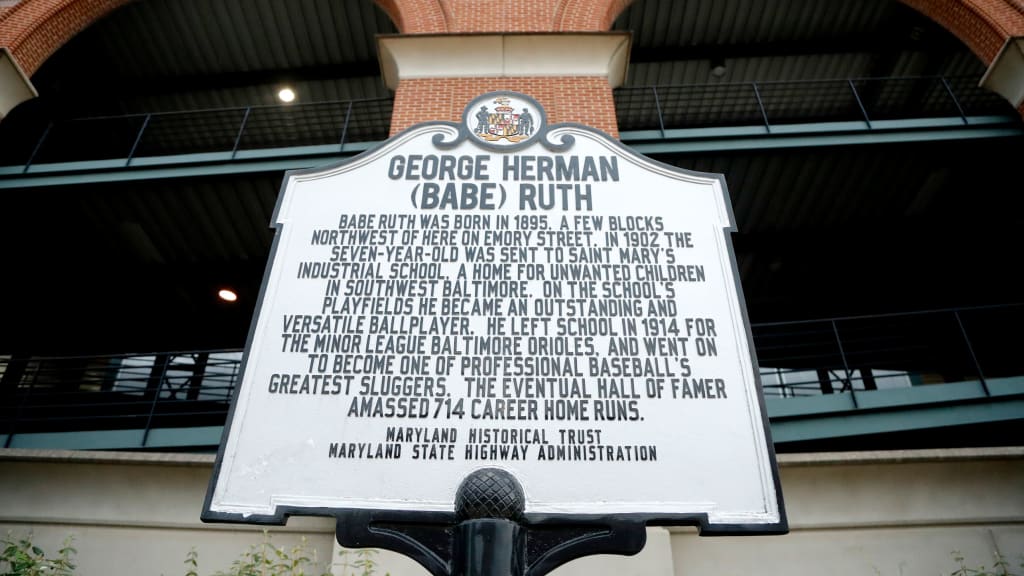 GEORGE HERMAN
(BABE) RUTH
BABE RUTH WAS BORN IN 1895, A FEW BLOCKS
NORTHWEST OF HERE ON EMORY STREET. IN 1902 THE
SEVEN-YEAR-OLD WAS SENT TO SAINT MARY'S
INDUSTRIAL SCHOOL, A HOME FOR UNWANTED CHILDREN
IN SOUTHWEST BALTIMORE. ON THE SCHOOL'S
PLAYFIELDS HE BECAME AN OUTSTANDING AND
VERSATILE BALLPLAYER. HE LEFT SCHOOL IN 1914 FOR
THE MINOR LEAGUE BALTIMORE ORIOLES, AND WENT ON
TO BECOME ONE OF PROFESSIONAL BASEBALL'S
GREATEST SLUGGERS. THE EVENTUAL HALL OF FAMER
AMASSED 714 CAREER HOME RUNS.
MARYLAND HISTORICAL TRUST
MARYLAND STATE HIGHWAY ADMINISTRATION